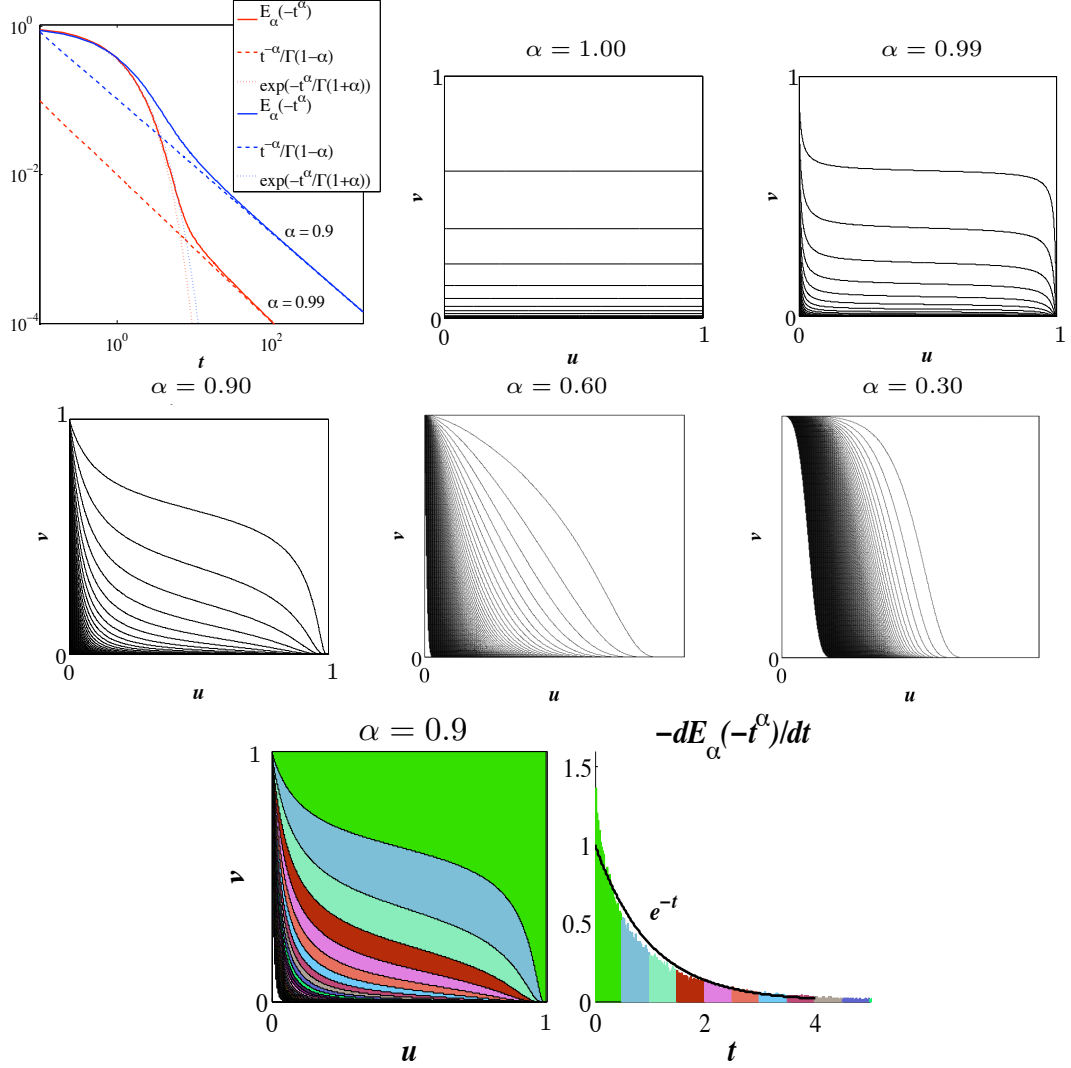 E_α(−t^α)
t^−α/Γ(1−α)
exp(−t^α/Γ(1+α))
E_α(−t^α)
t^−α/Γ(1−α)
exp(−t^α/Γ(1+α))
10^0
10^−2
10^−4
10^0
10^2
t
α = 0.9
α = 0.99
α = 1.00
1
v
0
0
1
u
α = 0.99
1
v
0
0
1
u
α = 0.90
1
v
0
0
1
u
α = 0.60
v
0
0
u
α = 0.30
v
0
0
u
α = 0.9
1
v
0
0
1
u
−dE_α(−t^α)/dt
1.5
1
0.5
0
e^−t
0
2
4
t